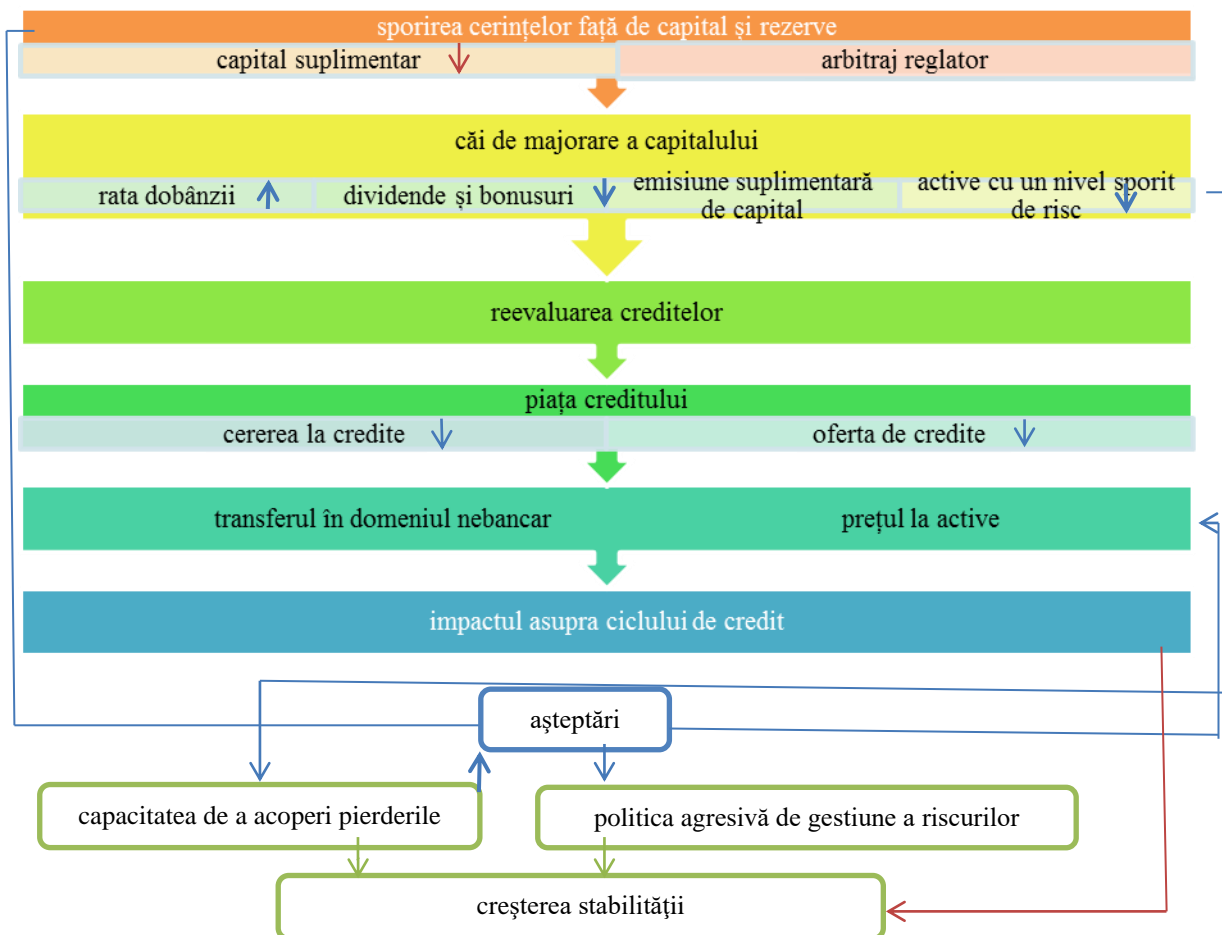 sporirea cerințelor față de capital și rezerve
capital suplimentar
arbitraj reglator
căi de majorare a capitalului
rata dobânzii
dividende și bonusuri
emisiune suplimentară
de capital
active cu un nivel sporit
de risc
reevaluarea creditelor
piața creditului
cererea la credite
oferta de credite
transferul în domeniul nebancar
prețul la active
impactul asupra ciclului de credit
aşteptări
capacitatea de a acoperi pierderile
politica agresivă de gestiune a riscurilor
creşterea stabilităţii